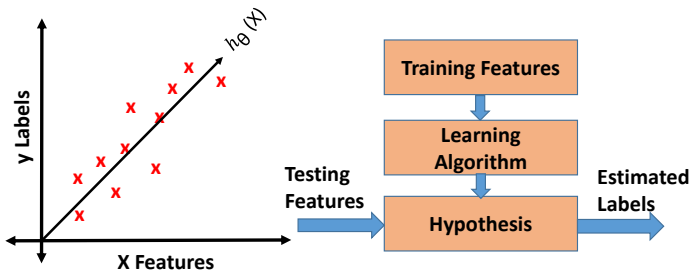 y Labels
hθ (X)
X Features
Training Features
Learning
Algorithm
Testing
Features
Hypothesis
Estimated
Labels